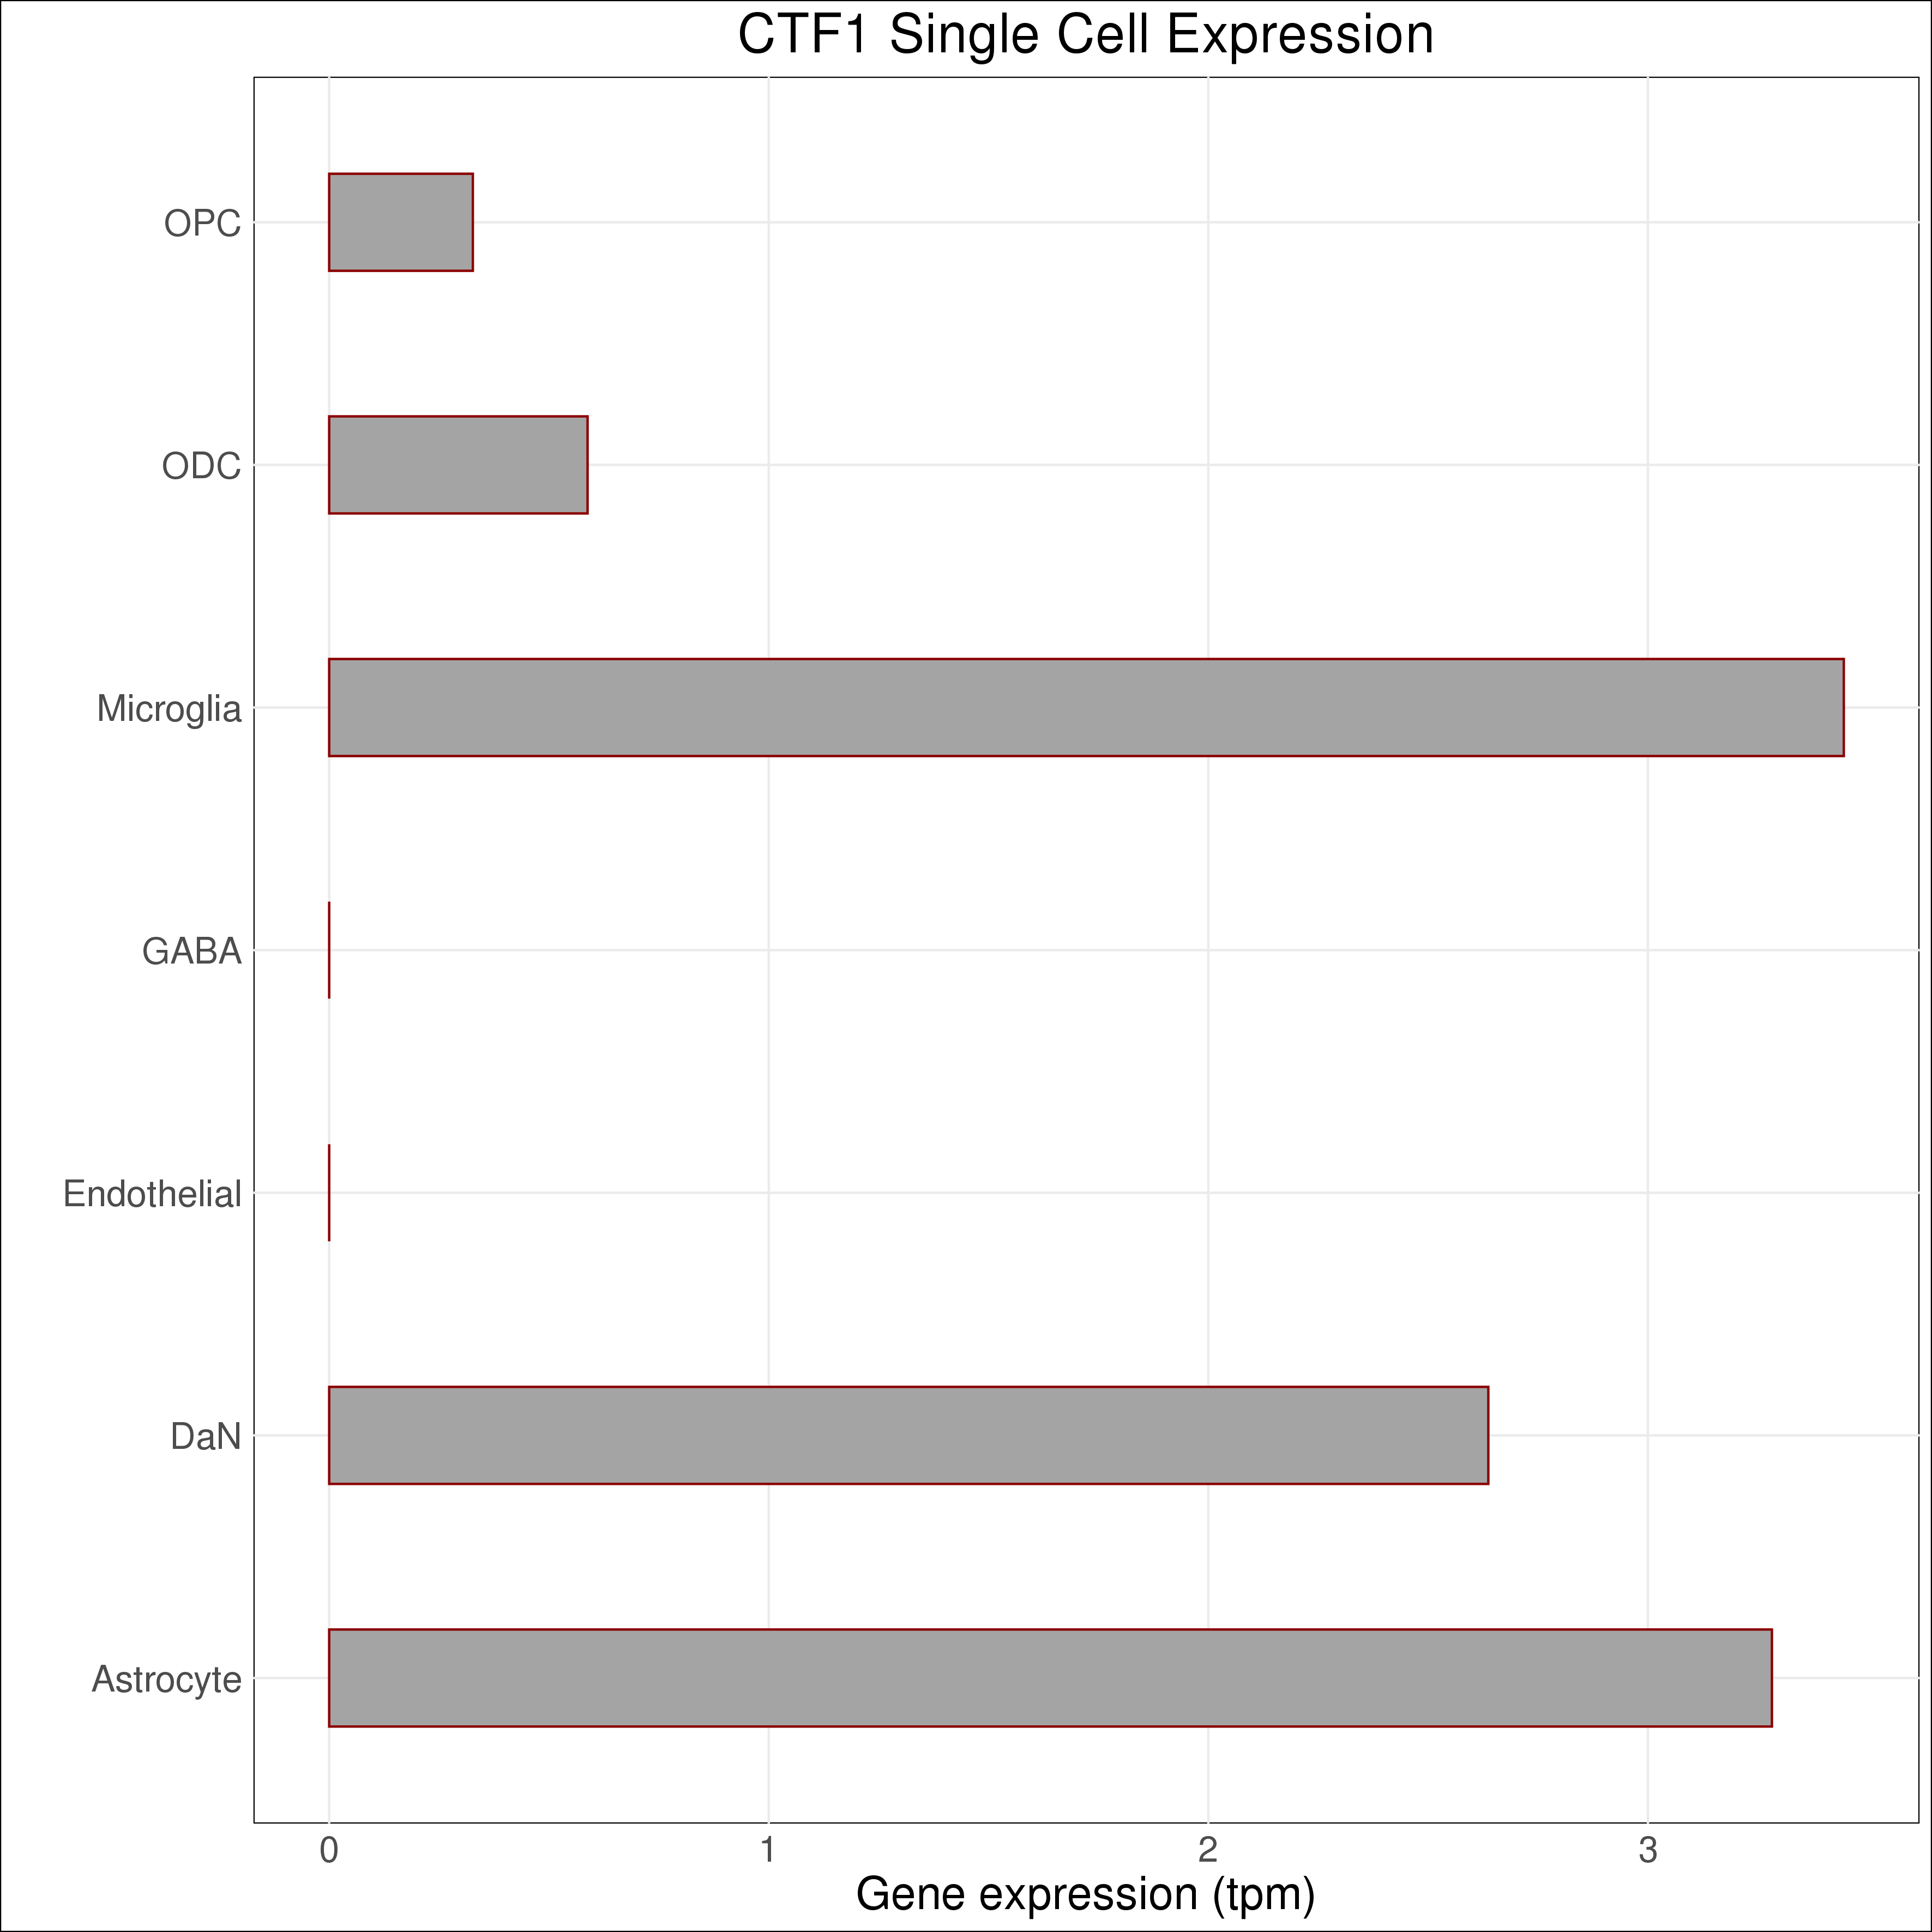 CTF1 Single Cell Expression
OPC
ODC
Microglia
GABA
Endothelial
DaN
Astrocyte
0 1 2 3
Gene expression (tpm)